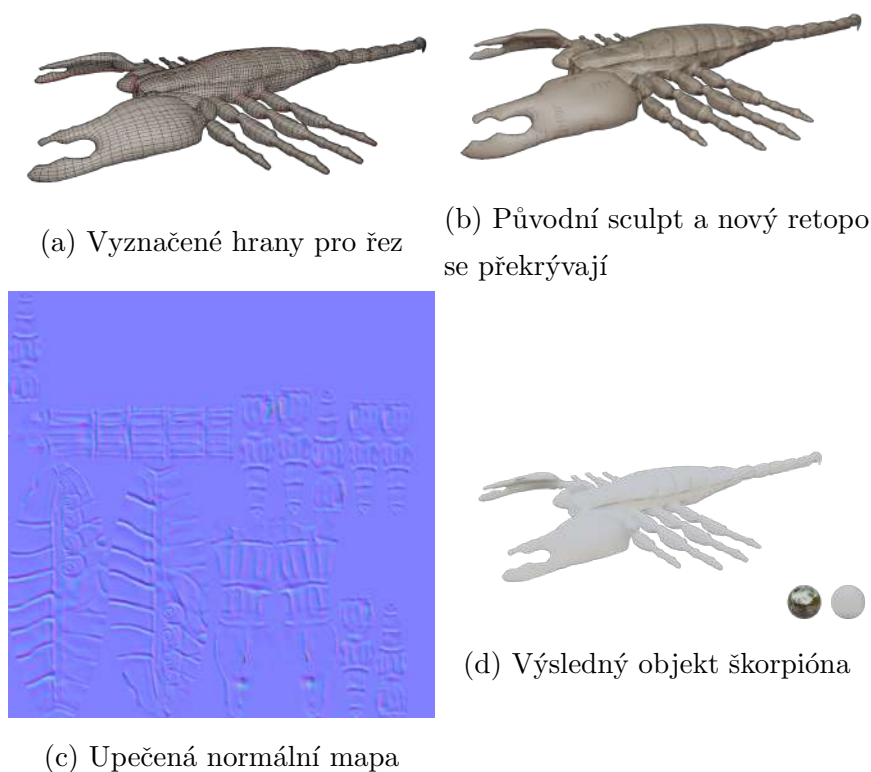 (a) Vyznačené hrany pro řez
(b) Původní sculpt a nový retopo
se překrývají
(c) Upečená normální mapa
(d) Výsledný objekt škorpióna